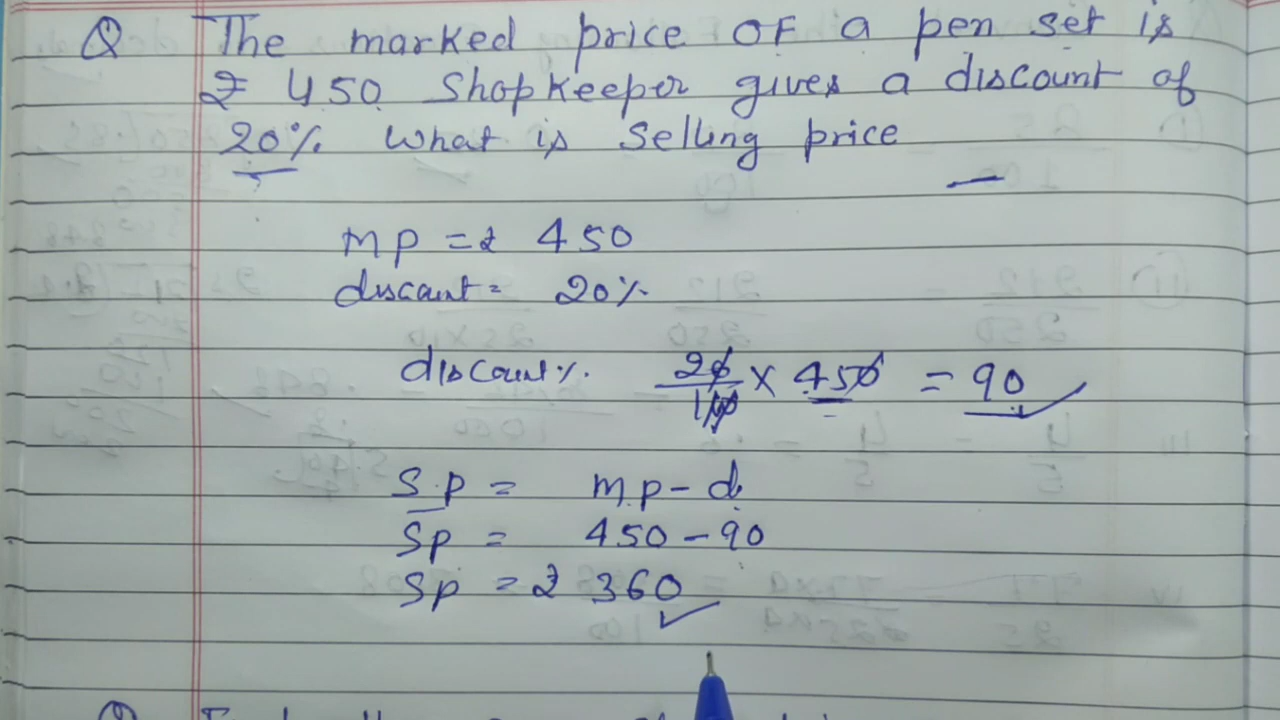 Q The marked price OF a pen set is
₹ 450. Shopkeeper gives a discount of
20% What is Selling price
MP = ₹ 450
discount = 20%
discount% 20/100 × 450 = 90
S.P = M.P - d.
SP = 450 - 90
SP = ₹ 360
Q